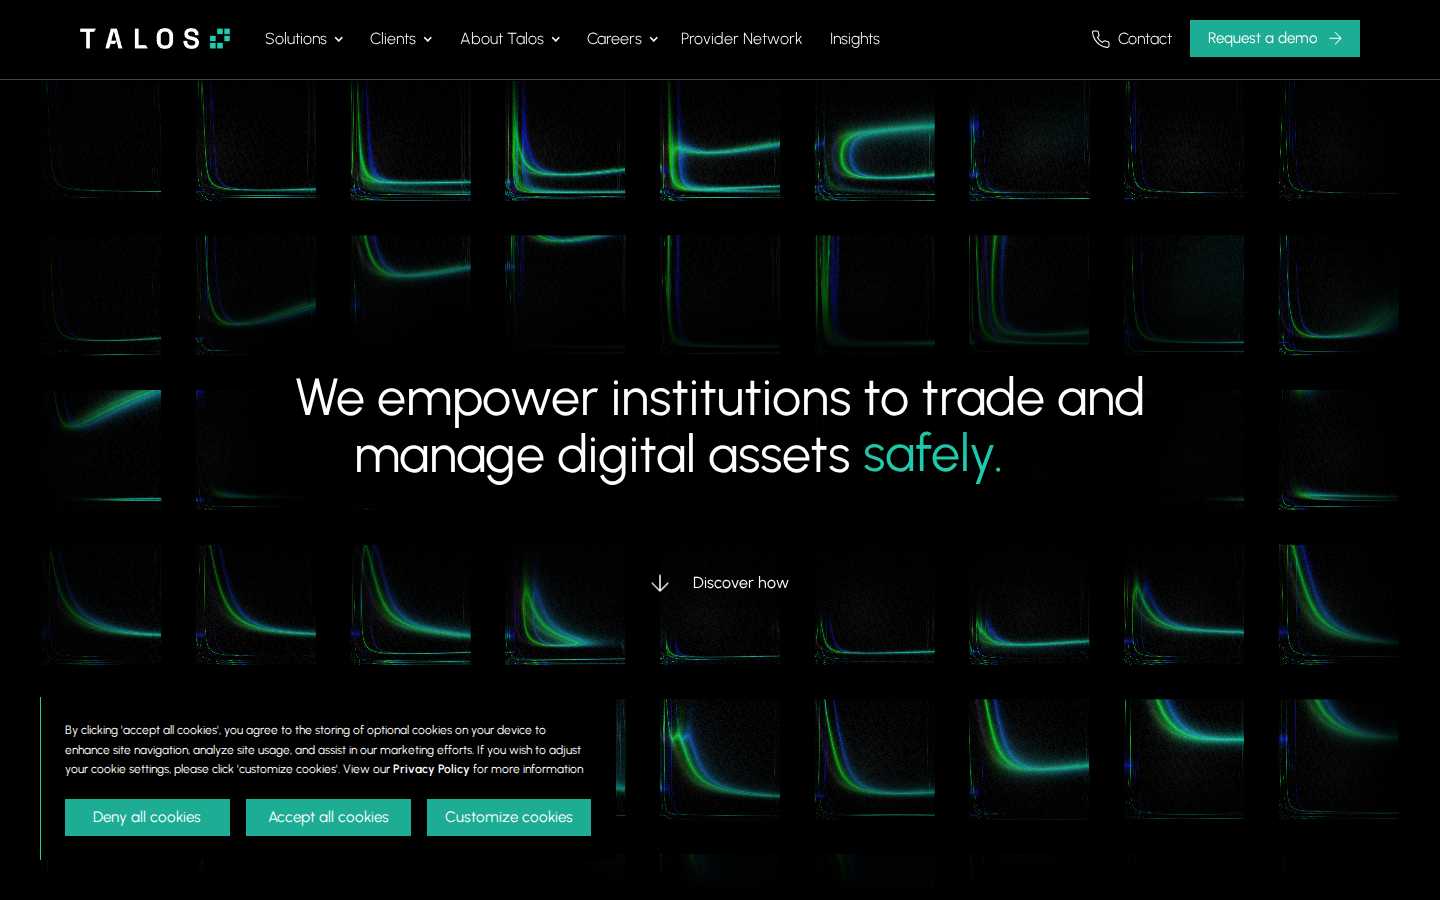 TALOS
Solutions
Clients
About Talos
Careers
Provider Network
Insights
Contact
Request a demo
We empower institutions to trade and
manage digital assets safely.
Discover how
By clicking 'accept all cookies', you agree to the storing of optional cookies on your device to
enhance site navigation, analyze site usage, and assist in our marketing efforts. If you wish to adjust
your cookie settings, please click 'customize cookies'. View our Privacy Policy for more information
Deny all cookies
Accept all cookies
Customize cookies